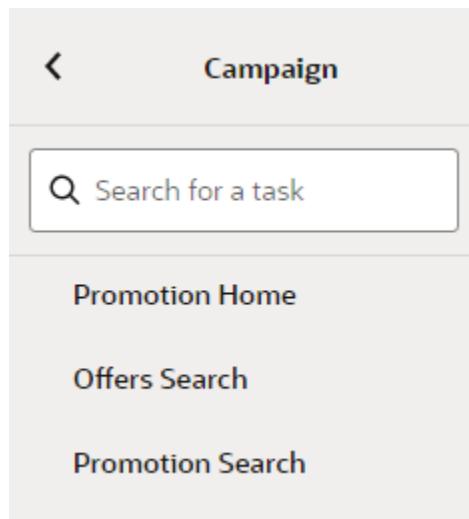 Campaign
Search for a task
Promotion Home
Offers Search
Promotion Search